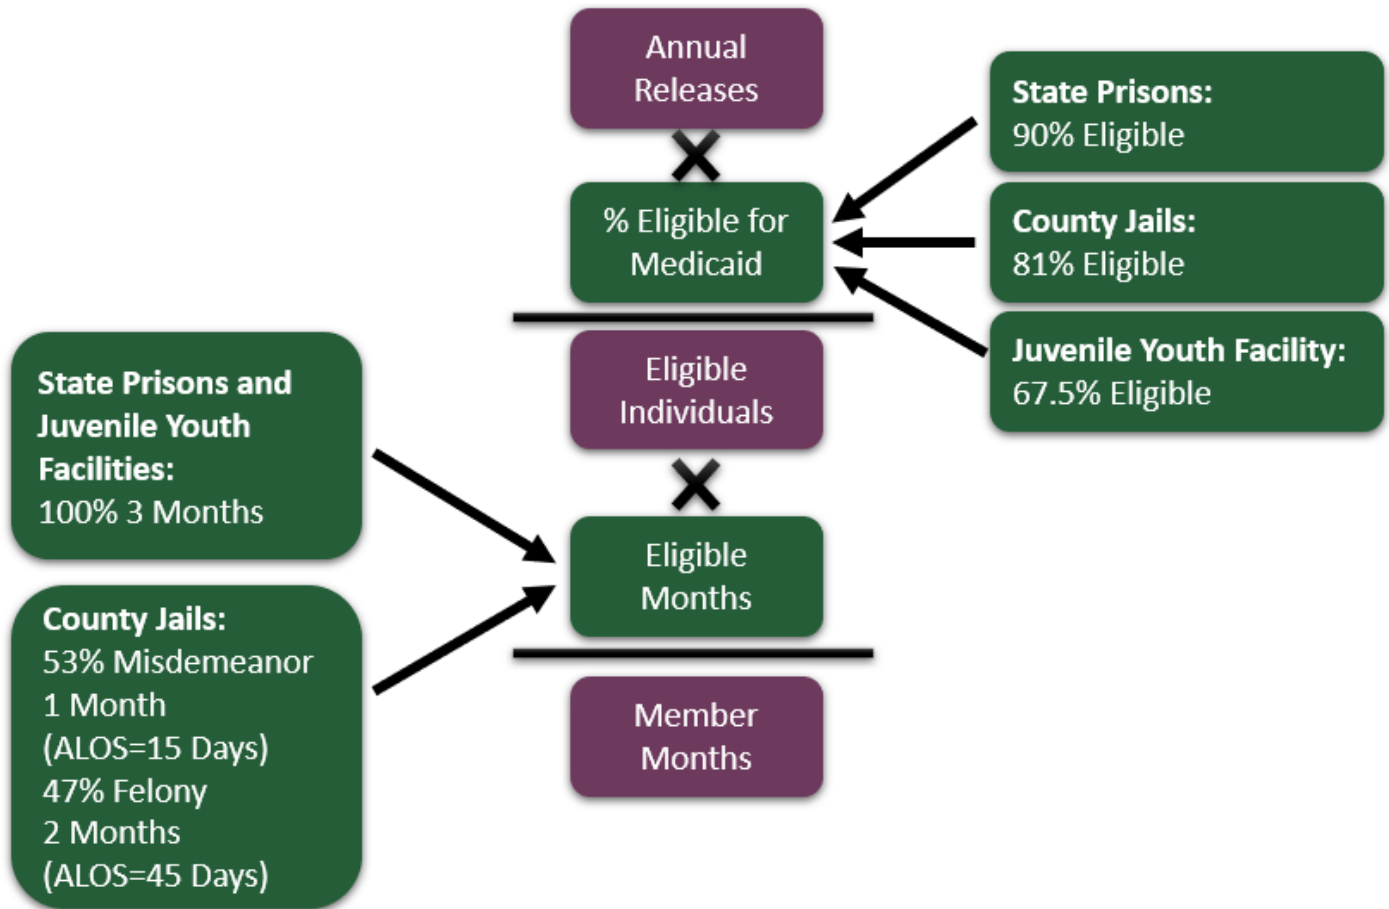 Annual
Releases
% Eligible for
Medicaid
Eligible
Individuals
Eligible
Months
Member
Months
State Prisons:
90% Eligible
County Jails:
81% Eligible
Juvenile Youth Facility:
67.5% Eligible
State Prisons and
Juvenile Youth
Facilities:
100% 3 Months
County Jails:
53% Misdemeanor
1 Month
(ALOS=15 Days)
47% Felony
2 Months
(ALOS=45 Days)